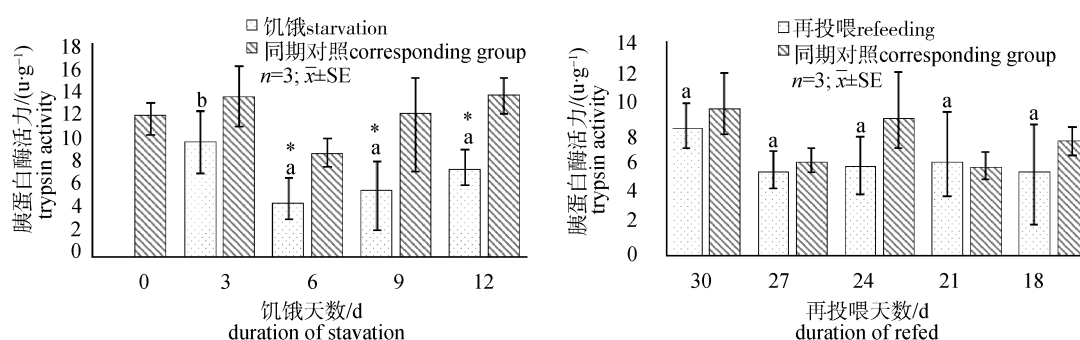 饥饿starvation
同期对照corresponding group
n=3; x̄±SE
胰蛋白酶活力/(u·g⁻¹)
trypsin activity
18
16
14
12
10
8
6
4
2
0
b
*
a
*
a
*
a
0 3 6 9 12
饥饿天数/d
duration of stavation
再投喂refeeding
同期对照corresponding group
n=3; x̄±SE
胰蛋白酶活力/(u·g⁻¹)
trypsin activity
14
12
10
8
6
4
2
0
a
a
a
a
a
30 27 24 21 18
再投喂天数/d
duration of refed